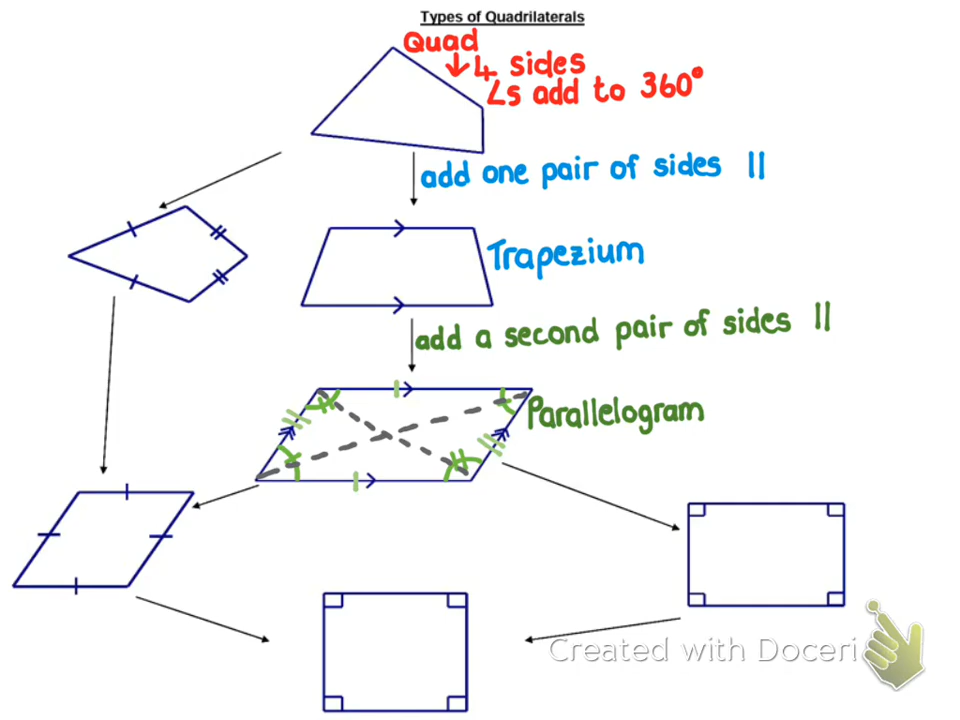 Types of Quadrilaterals
Quad
↓ 4 sides
∠s add to 360°
add one pair of sides ||
Trapezium
add a second pair of sides ||
Parallelogram
Created with Doceri